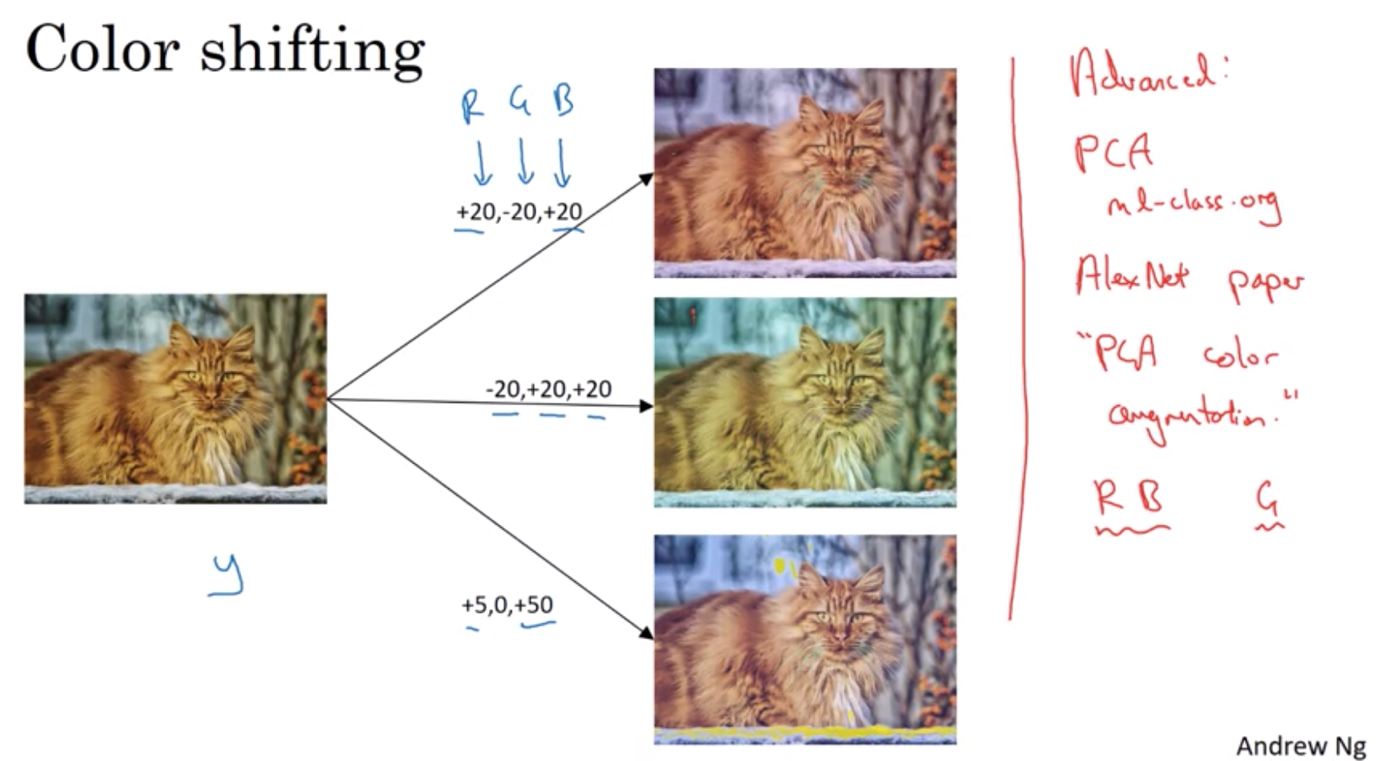 Color shifting
R G B
+20,-20,+20
-20,+20,+20
+5,0,+50
y
Advanced:
PCA
ml-class.org
AlexNet paper
"PCA color
augmentation."
R B G
Andrew Ng